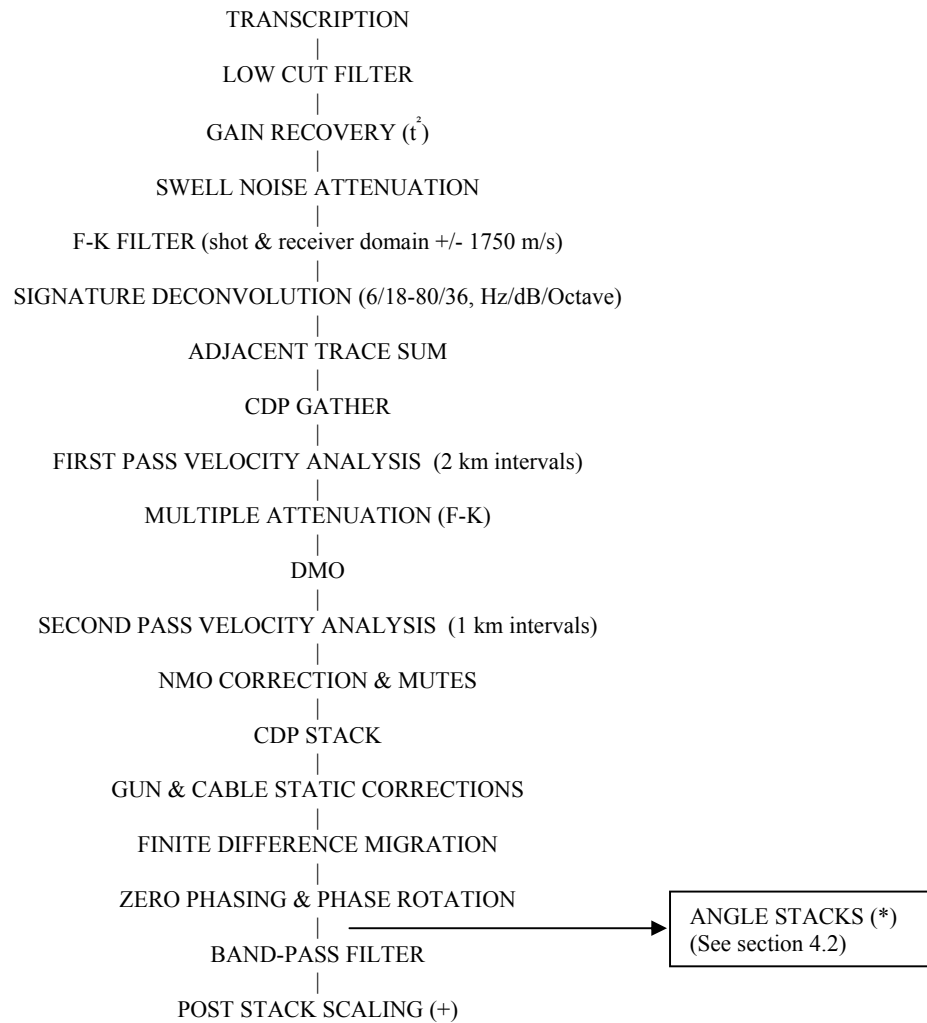 TRANSCRIPTION
LOW CUT FILTER
GAIN RECOVERY (t²)
SWELL NOISE ATTENUATION
F-K FILTER (shot & receiver domain +/- 1750 m/s)
SIGNATURE DECONVOLUTION (6/18-80/36, Hz/dB/Octave)
ADJACENT TRACE SUM
CDP GATHER
FIRST PASS VELOCITY ANALYSIS (2 km intervals)
MULTIPLE ATTENUATION (F-K)
DMO
SECOND PASS VELOCITY ANALYSIS (1 km intervals)
NMO CORRECTION & MUTES
CDP STACK
GUN & CABLE STATIC CORRECTIONS
FINITE DIFFERENCE MIGRATION
ZERO PHASING & PHASE ROTATION
ANGLE STACKS (*)
(See section 4.2)
BAND-PASS FILTER
POST STACK SCALING (+)